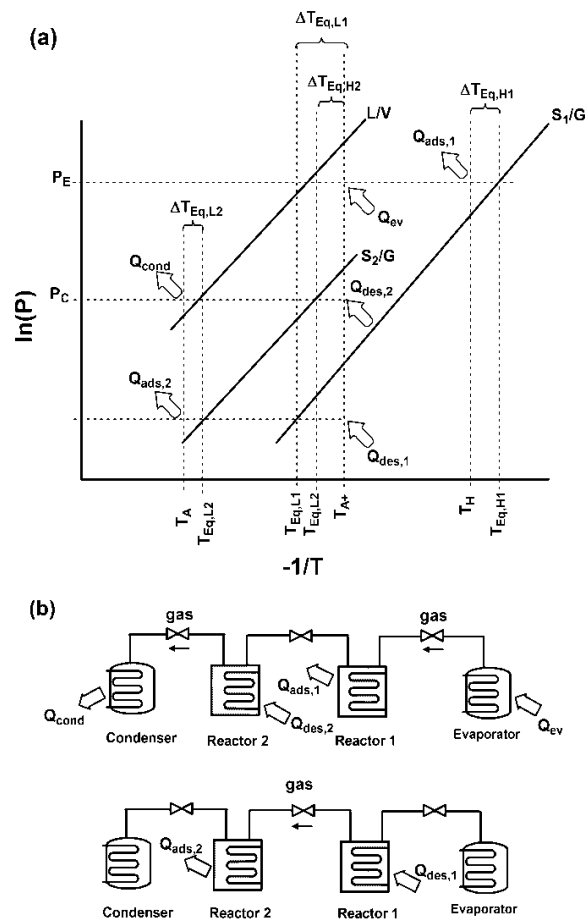 (a)
ΔT_Eq,L1
ΔT_Eq,H2
L/V
ΔT_Eq,H1
S₁/G
Q_ads,1
P_E
ΔT_Eq,L2
Q_ev
Q_cond
S₂/G
P_C
Q_des,2
ln(P)
Q_ads,2
Q_des,1
T_A
T_Eq,L2
T_Eq,L1
T_Eq,L2
T_A+
T_H
T_Eq,H1
-1/T
(b)
gas gas
Q_cond Q_ads,1 Q_des,2 Q_ev
Condenser Reactor 2 Reactor 1 Evaporator
gas
Q_ads,2 Q_des,1
Condenser Reactor 2 Reactor 1 Evaporator